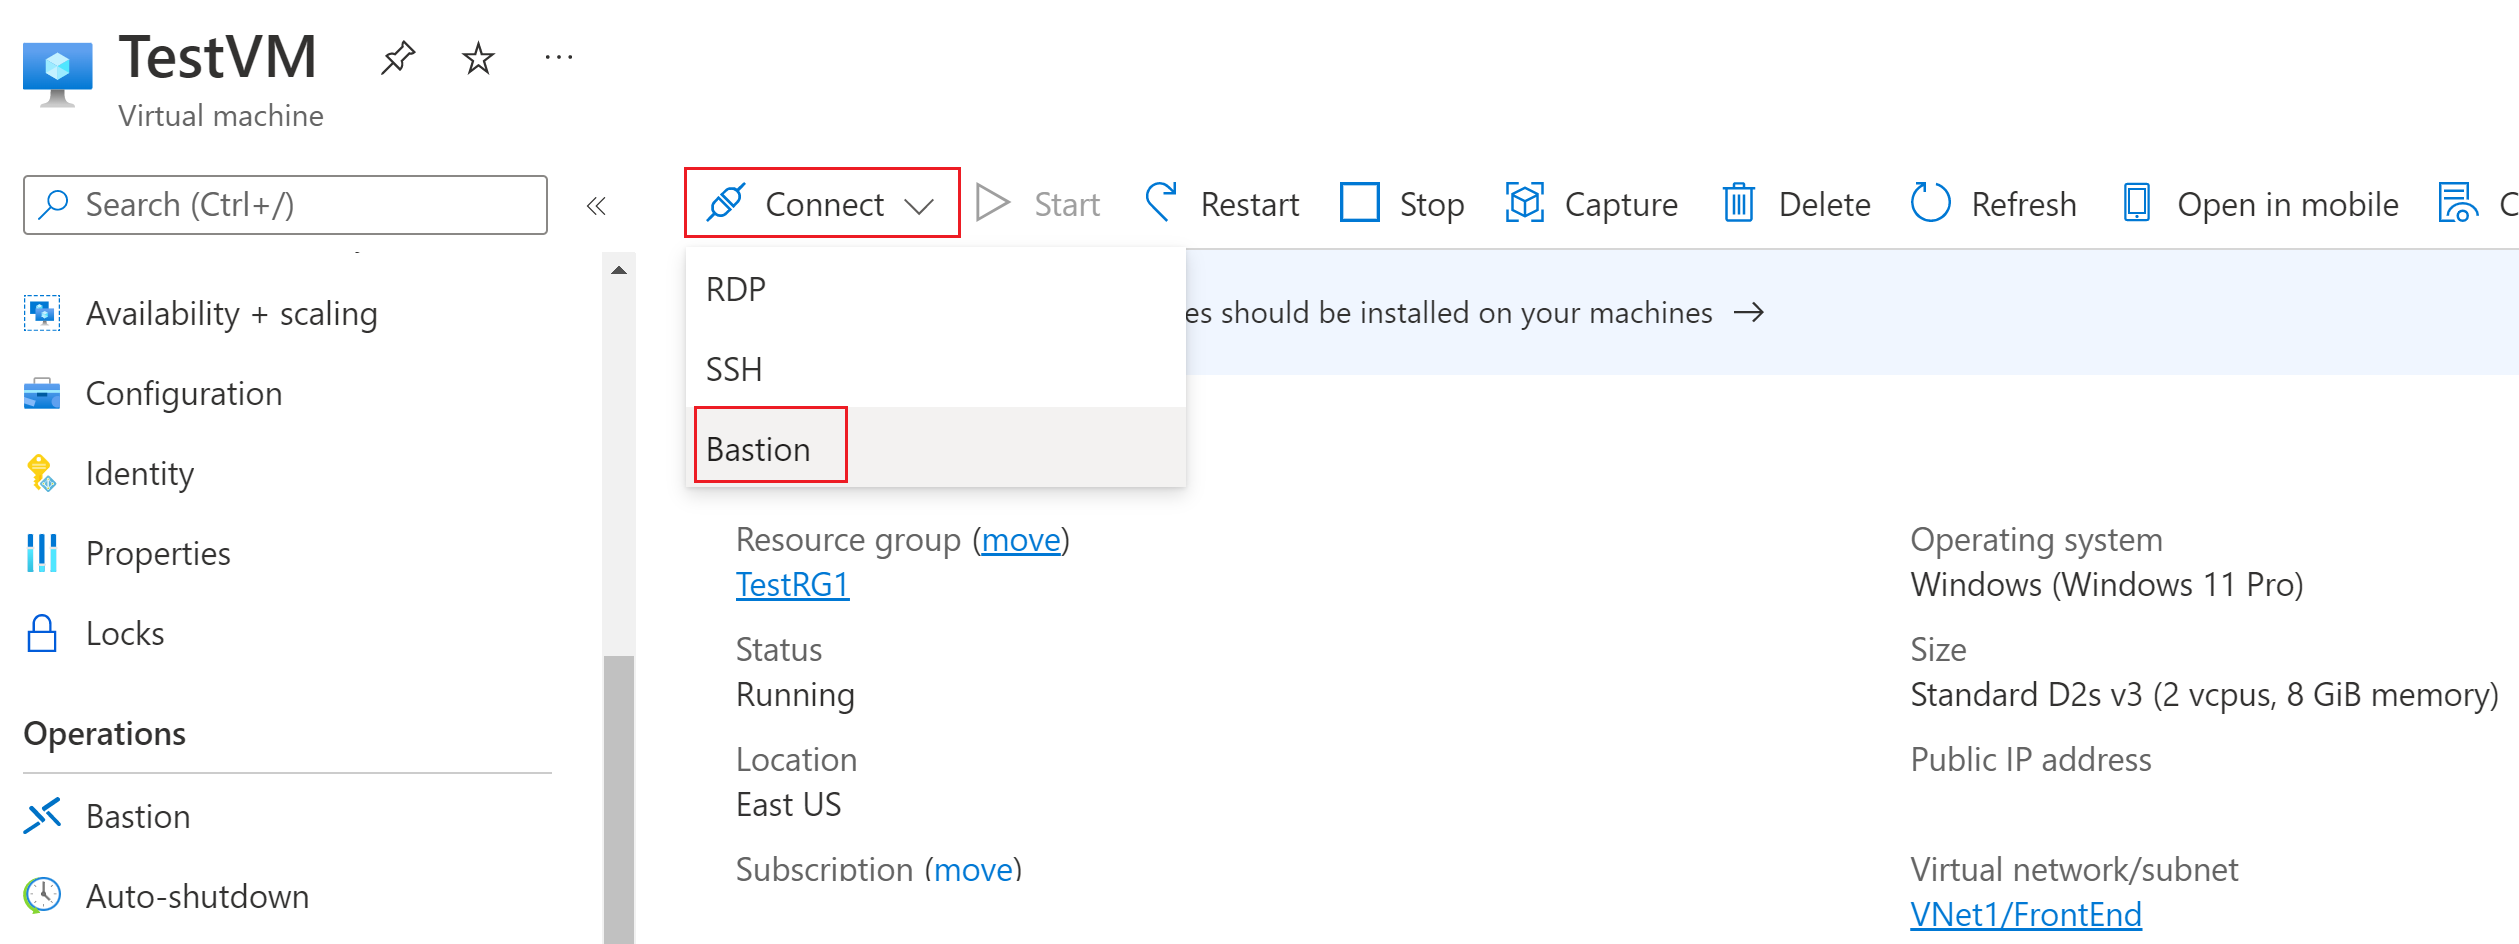 TestVM
Virtual machine
Search (Ctrl+/)
Availability + scaling
Configuration
Identity
Properties
Locks
Operations
Bastion
Auto-shutdown
Connect Start Restart Stop Capture Delete Refresh Open in mobile
RDP
SSH
Bastion
es should be installed on your machines
Resource group (move)
TestRG1
Status
Running
Location
East US
Subscription (move)
Operating system
Windows (Windows 11 Pro)
Size
Standard D2s v3 (2 vcpus, 8 GiB memory)
Public IP address
Virtual network/subnet
VNet1/FrontEnd